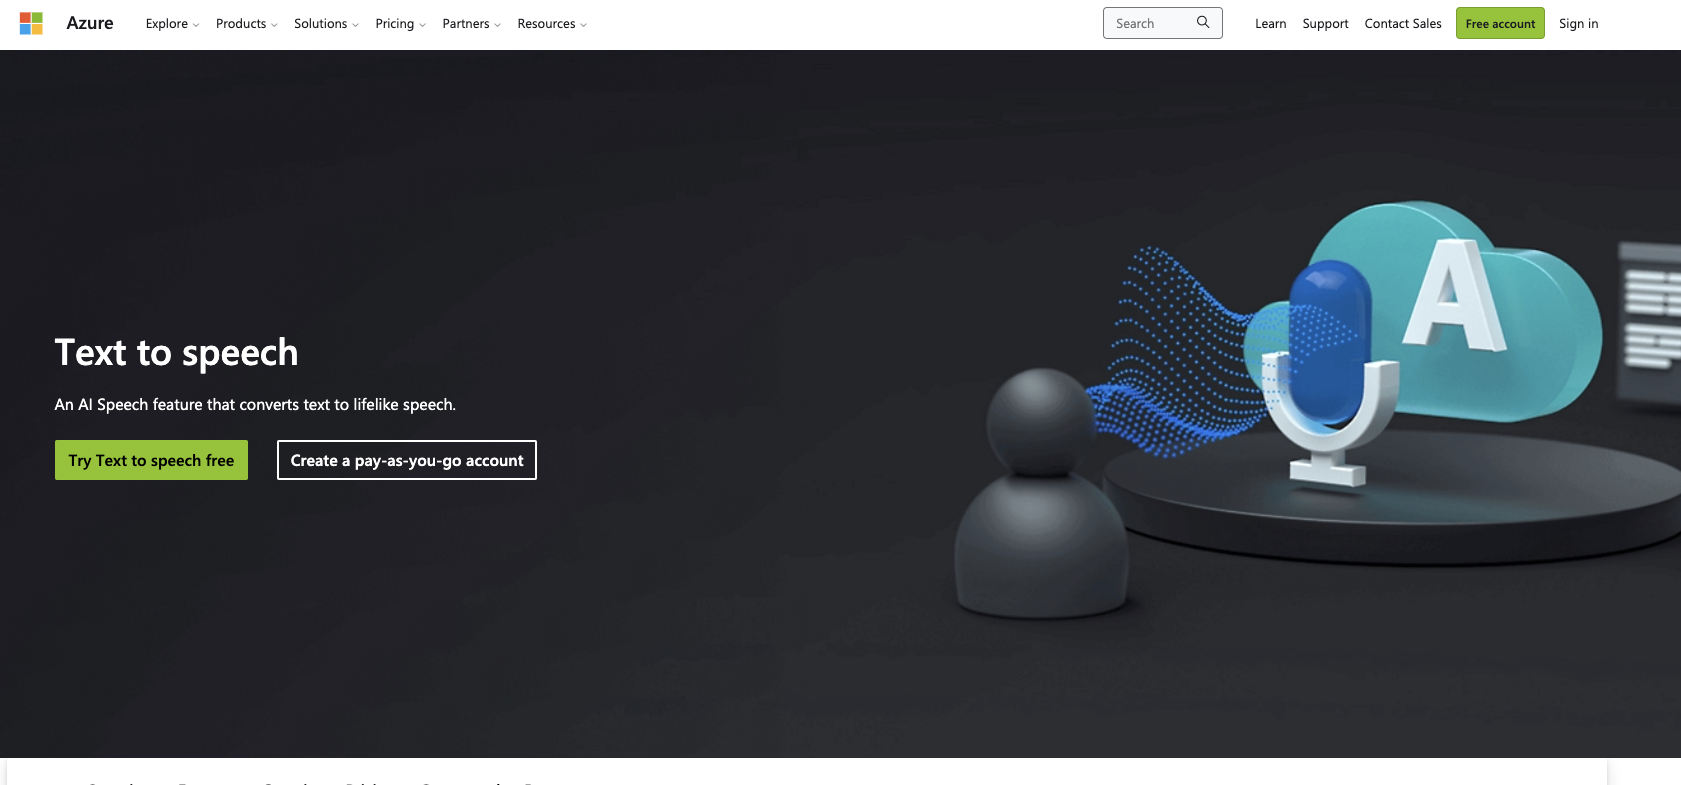 Azure
Explore Products Solutions Pricing Partners Resources
Search
Learn Support Contact Sales Free account Sign in
A
Text to speech
An AI Speech feature that converts text to lifelike speech.
Try Text to speech free
Create a pay-as-you-go account